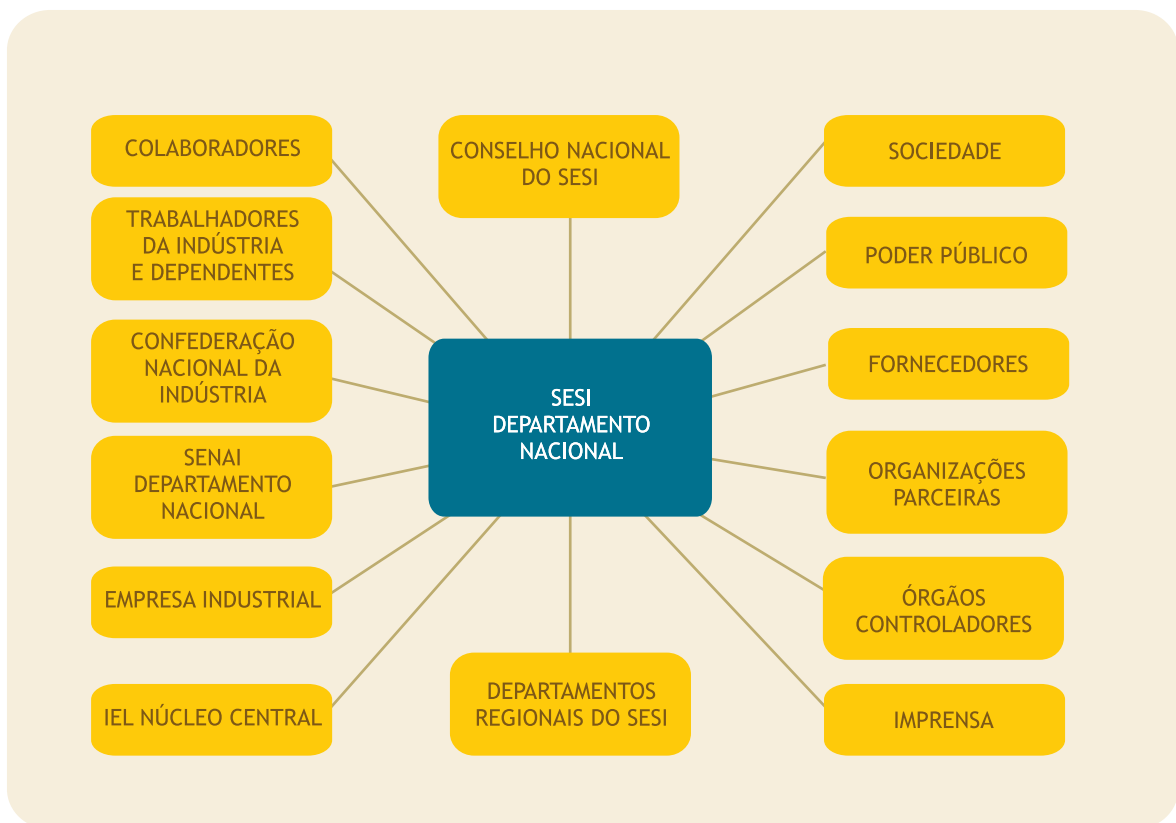 COLABORADORES
TRABALHADORES
DA INDÚSTRIA
E DEPENDENTES
CONFEDERAÇÃO
NACIONAL DA
INDÚSTRIA
SENAI
DEPARTAMENTO
NACIONAL
EMPRESA INDUSTRIAL
IEL NÚCLEO CENTRAL
CONSELHO NACIONAL
DO SESI
SESI
DEPARTAMENTO
NACIONAL
DEPARTAMENTOS
REGIONAIS DO SESI
SOCIEDADE
PODER PÚBLICO
FORNECEDORES
ORGANIZAÇÕES
PARCEIRAS
ÓRGÃOS
CONTROLADORES
IMPRENSA